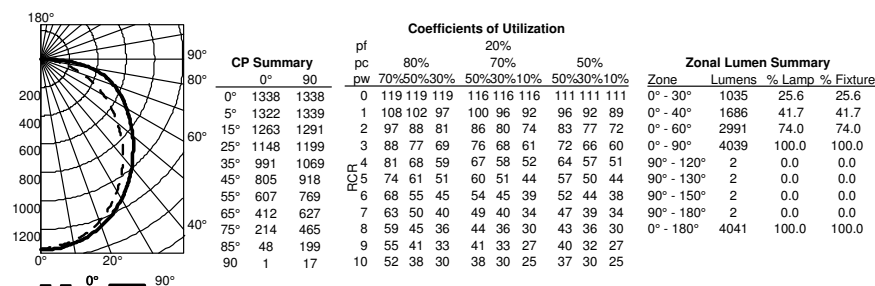 180°
90°
80°
60°
40°
200
400
600
800
1000
1200
0° 20°
0° 90°
CP Summary
0° 90
0° 1338 1338
5° 1322 1339
15° 1263 1291
25° 1148 1199
35° 991 1069
45° 805 918
55° 607 769
65° 412 627
75° 214 465
85° 48 199
90 1 17
Coefficients of Utilization
pf 20%
pc 80% 70% 50%
pw 70%50%30% 50%30%10% 50%30%10%
RCR
0 119 119 119 116 116 116 111 111 111
1 108 102 97 100 96 92 96 92 89
2 97 88 81 86 80 74 83 77 72
3 88 77 69 76 68 61 72 66 60
4 81 68 59 67 58 52 64 57 51
5 74 61 51 60 51 44 57 50 44
6 68 55 45 54 45 39 52 44 38
7 63 50 40 49 40 34 47 39 34
8 59 45 36 44 36 30 43 36 30
9 55 41 33 41 33 27 40 32 27
10 52 38 30 38 30 25 37 30 25
Zonal Lumen Summary
Zone Lumens % Lamp % Fixture
0° - 30° 1035 25.6 25.6
0° - 40° 1686 41.7 41.7
0° - 60° 2991 74.0 74.0
0° - 90° 4039 100.0 100.0
90° - 120° 2 0.0 0.0
90° - 130° 2 0.0 0.0
90° - 150° 2 0.0 0.0
90° - 180° 2 0.0 0.0
0° - 180° 4041 100.0 100.0